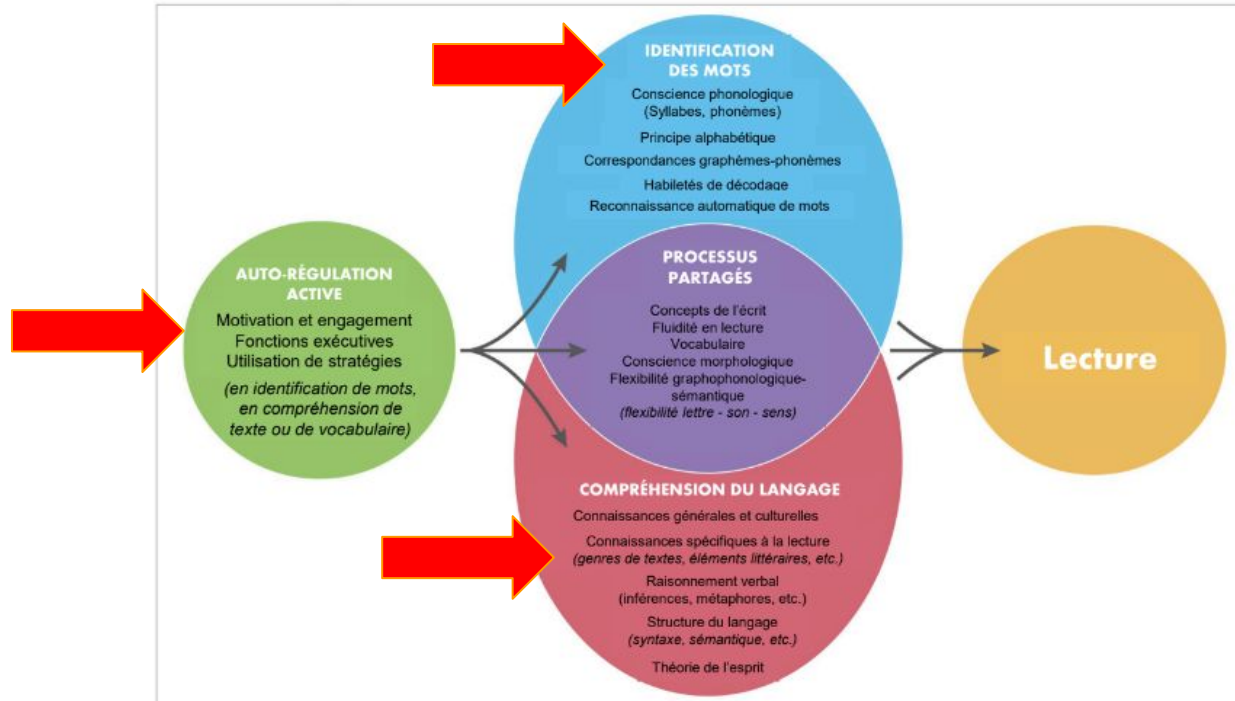 IDENTIFICATION
DES MOTS
Conscience phonologique
(Syllabes, phonèmes)
Principe alphabétique
Correspondances graphèmes-phonèmes
Habiletés de décodage
Reconnaissance automatique de mots
AUTO-RÉGULATION
ACTIVE
Motivation et engagement
Fonctions exécutives
Utilisation de stratégies
(en identification de mots,
en compréhension de
texte ou de vocabulaire)
PROCESSUS
PARTAGÉS
Concepts de l'écrit
Fluidité en lecture
Vocabulaire
Conscience morphologique
Flexibilité graphophonologique-
sémantique
(flexibilité lettre - son - sens)
Lecture
COMPRÉHENSION DU LANGAGE
Connaissances générales et culturelles
Connaissances spécifiques à la lecture
(genres de textes, éléments littéraires, etc.)
Raisonnement verbal
(inférences, métaphores, etc.)
Structure du langage
(syntaxe, sémantique, etc.)
Théorie de l'esprit